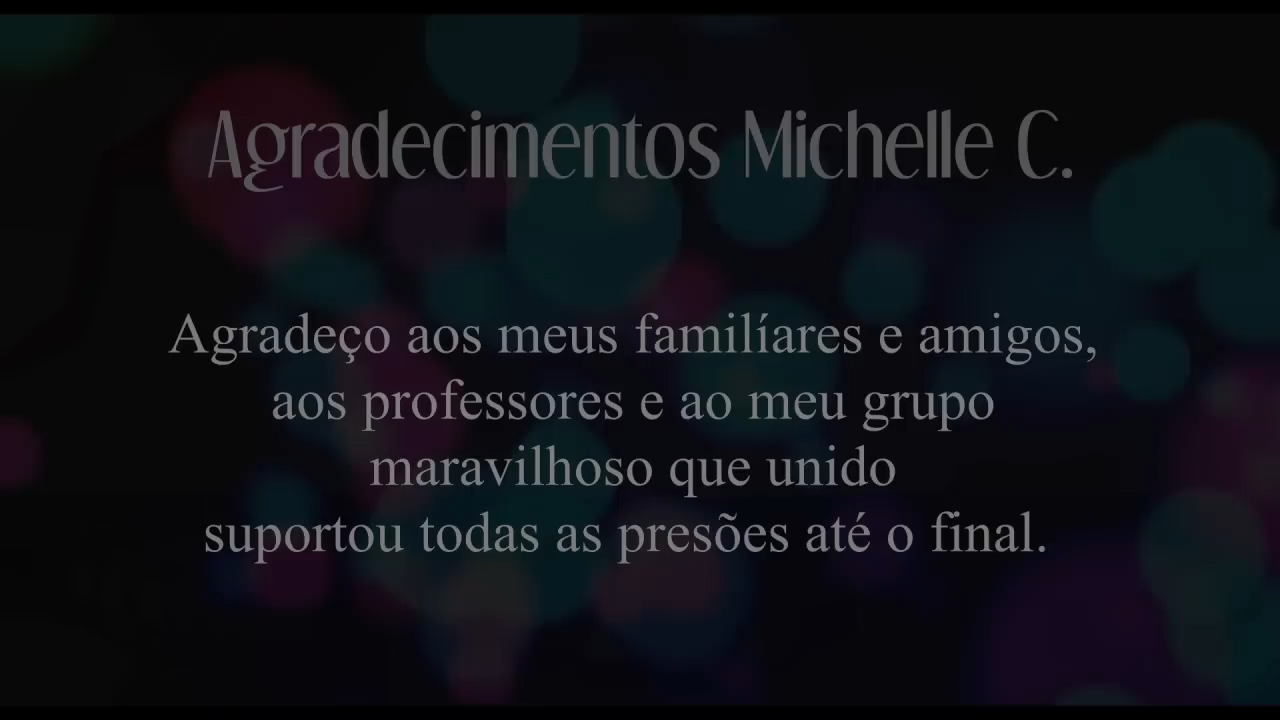 Agradecimentos Michelle C.
Agradeço aos meus familíares e amigos,
aos professores e ao meu grupo
maravilhoso que unido
suportou todas as presões até o final.